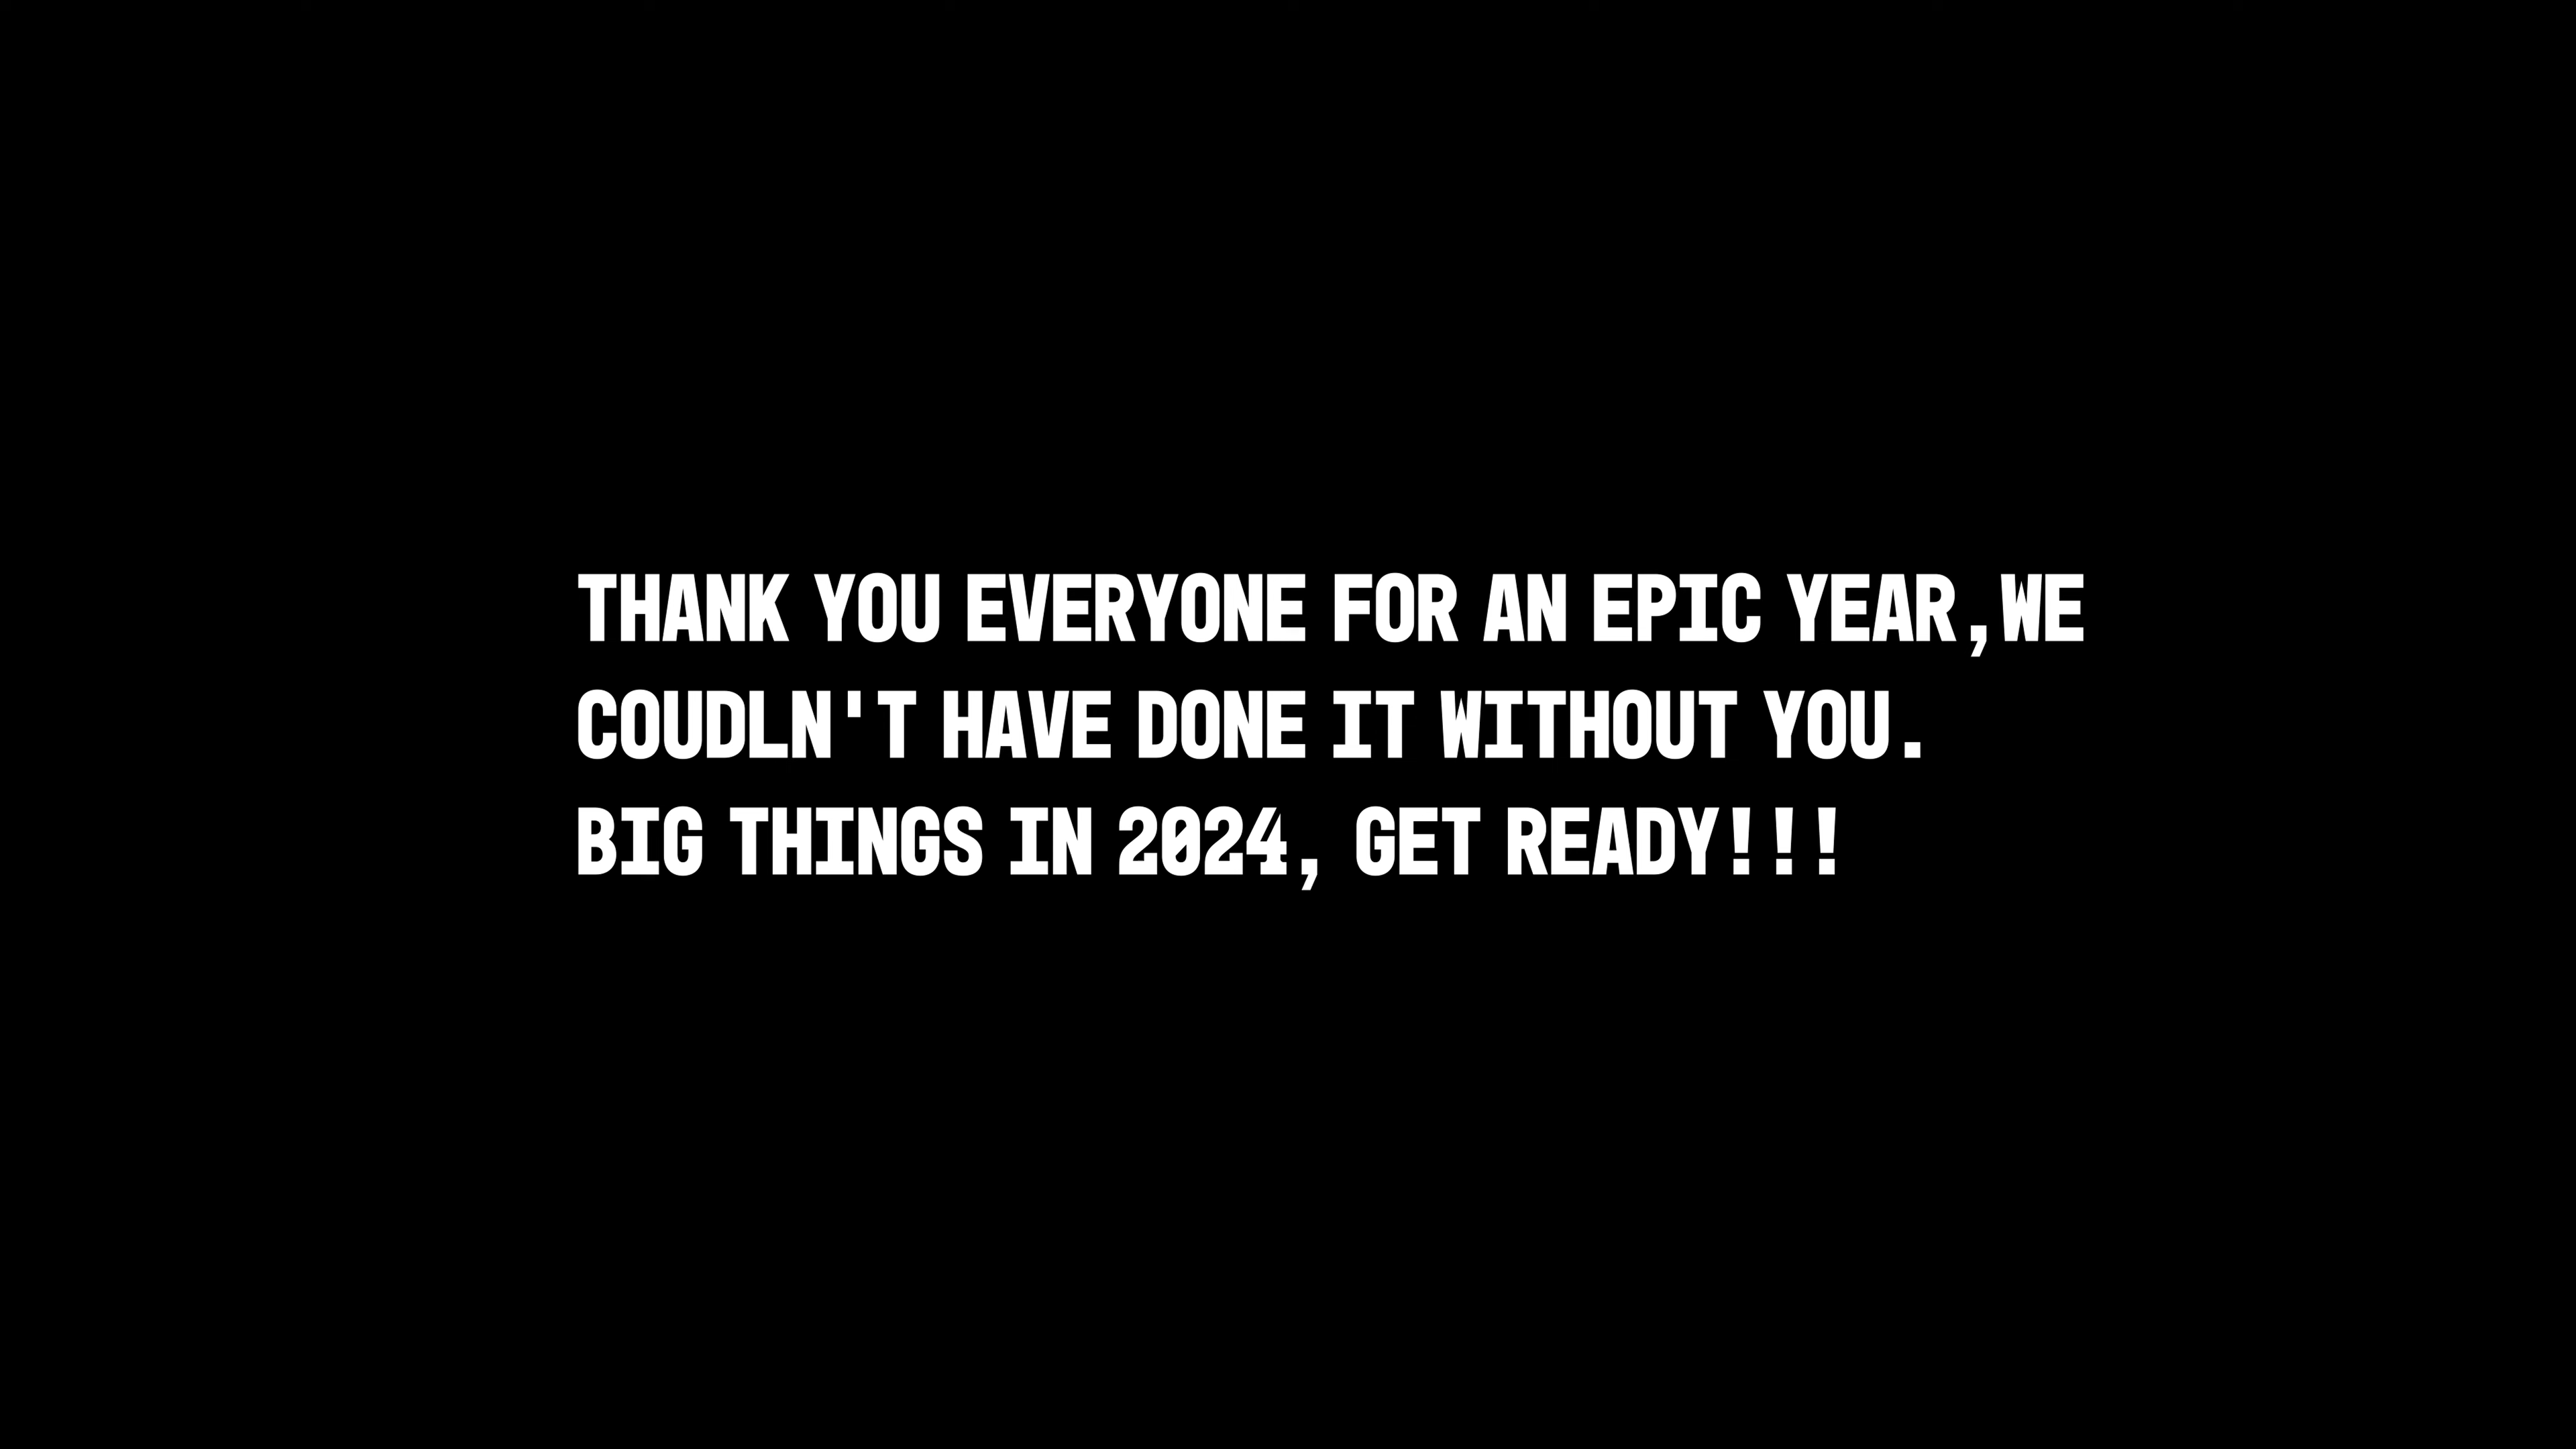 THANK YOU EVERYONE FOR AN EPIC YEAR,WE
COUDLN'T HAVE DONE IT WITHOUT YOU.
BIG THINGS IN 2024, GET READY!!!